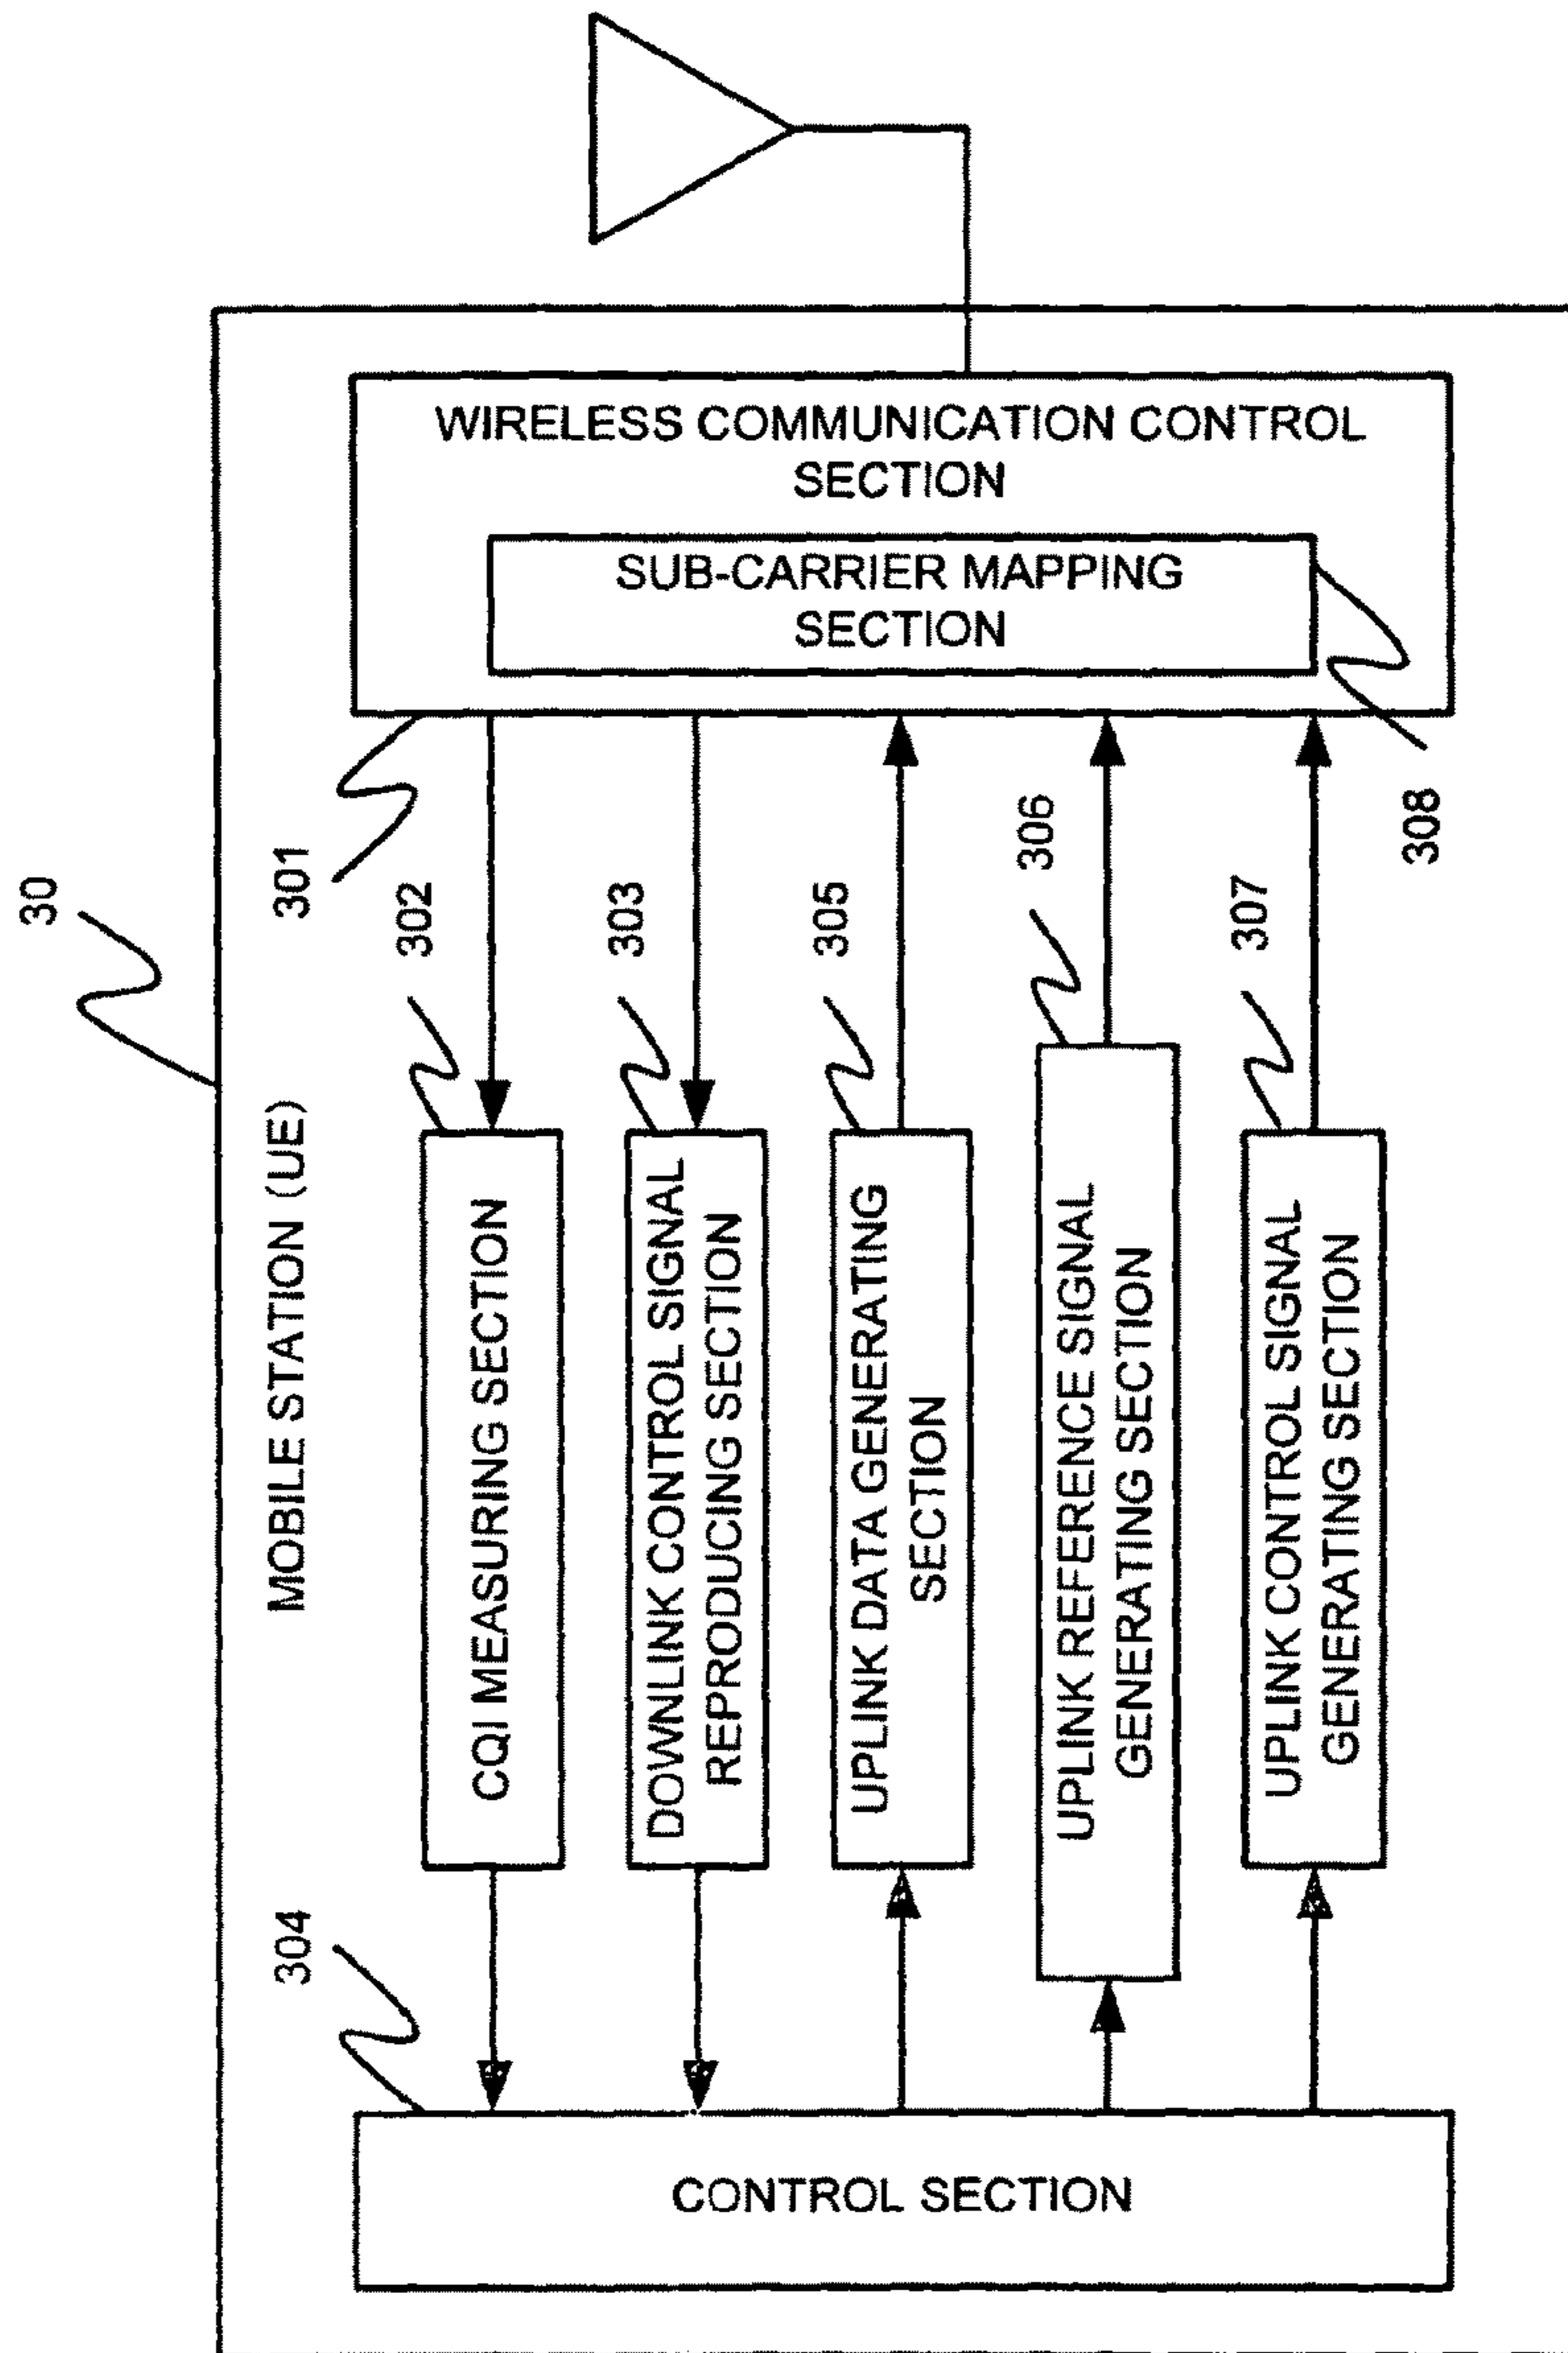 30
MOBILE STATION (UE)
WIRELESS COMMUNICATION CONTROL
SECTION
SUB-CARRIER MAPPING
SECTION
301
302
303
305
306
307
308
CQI MEASURING SECTION
DOWNLINK CONTROL SIGNAL
REPRODUCING SECTION
UPLINK DATA GENERATING
SECTION
UPLINK REFERENCE SIGNAL
GENERATING SECTION
UPLINK CONTROL SIGNAL
GENERATING SECTION
304
CONTROL SECTION